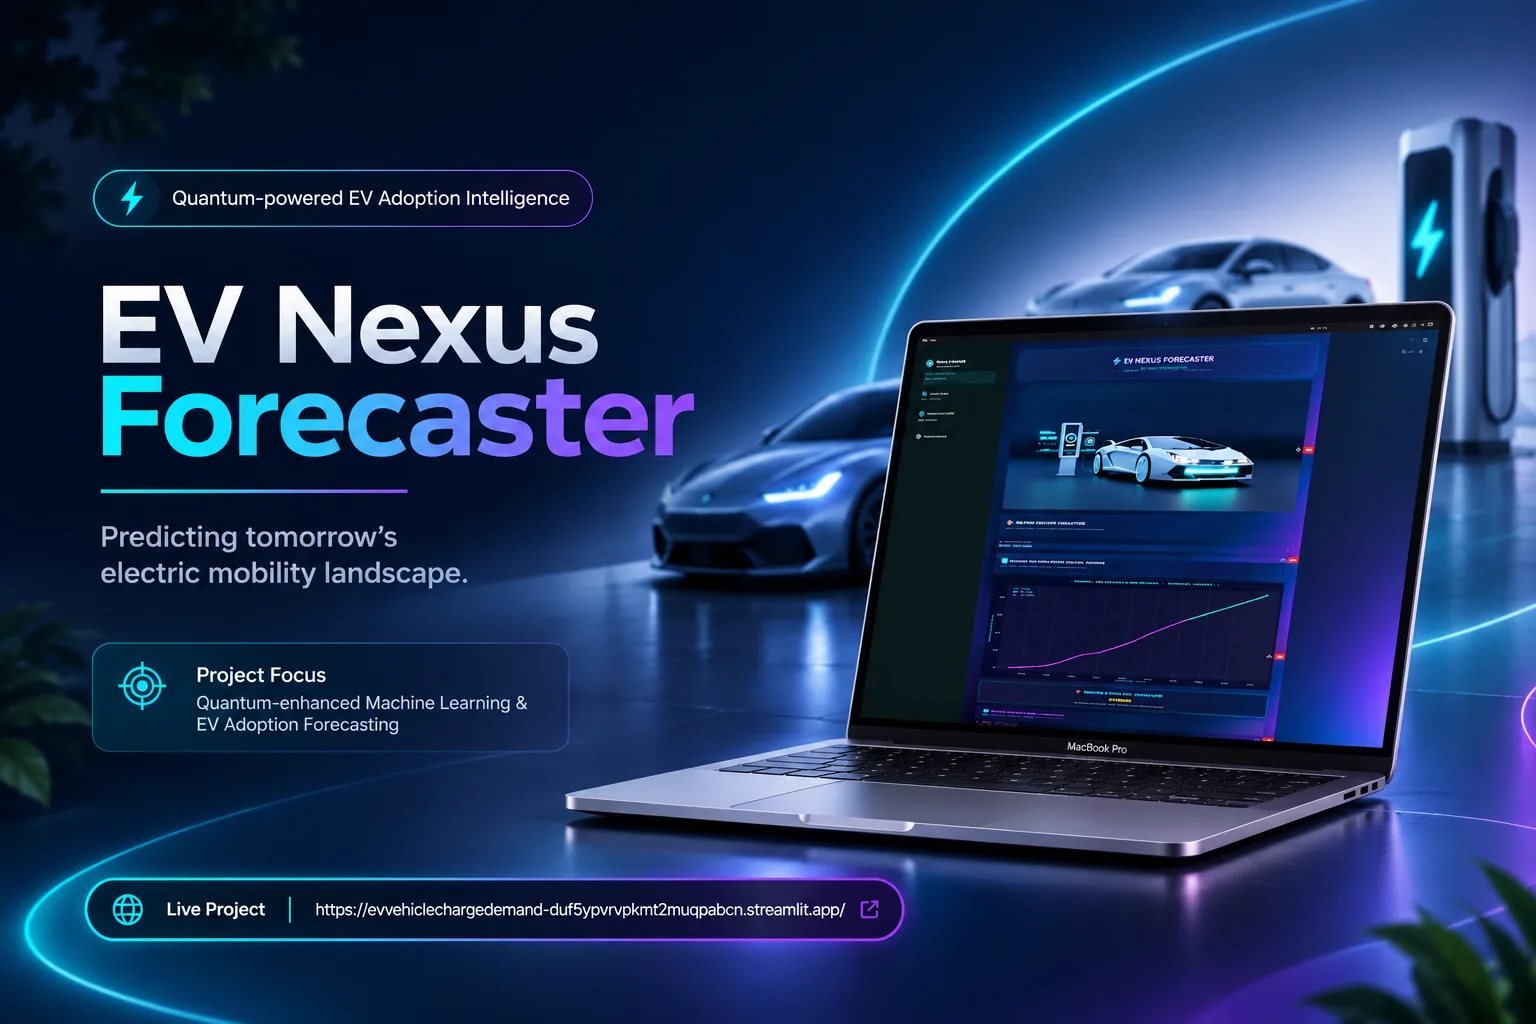 Quantum-powered EV Adoption Intelligence
EV Nexus
Forecaster
Predicting tomorrow's
electric mobility landscape.
Project Focus
Quantum-enhanced Machine Learning &
EV Adoption Forecasting
Live Project
https://evvehiclechargedemand-duf5ypvrvpkmt2muqpabcn.streamlit.app/
EV NEXUS FORECASTER
MacBook Pro